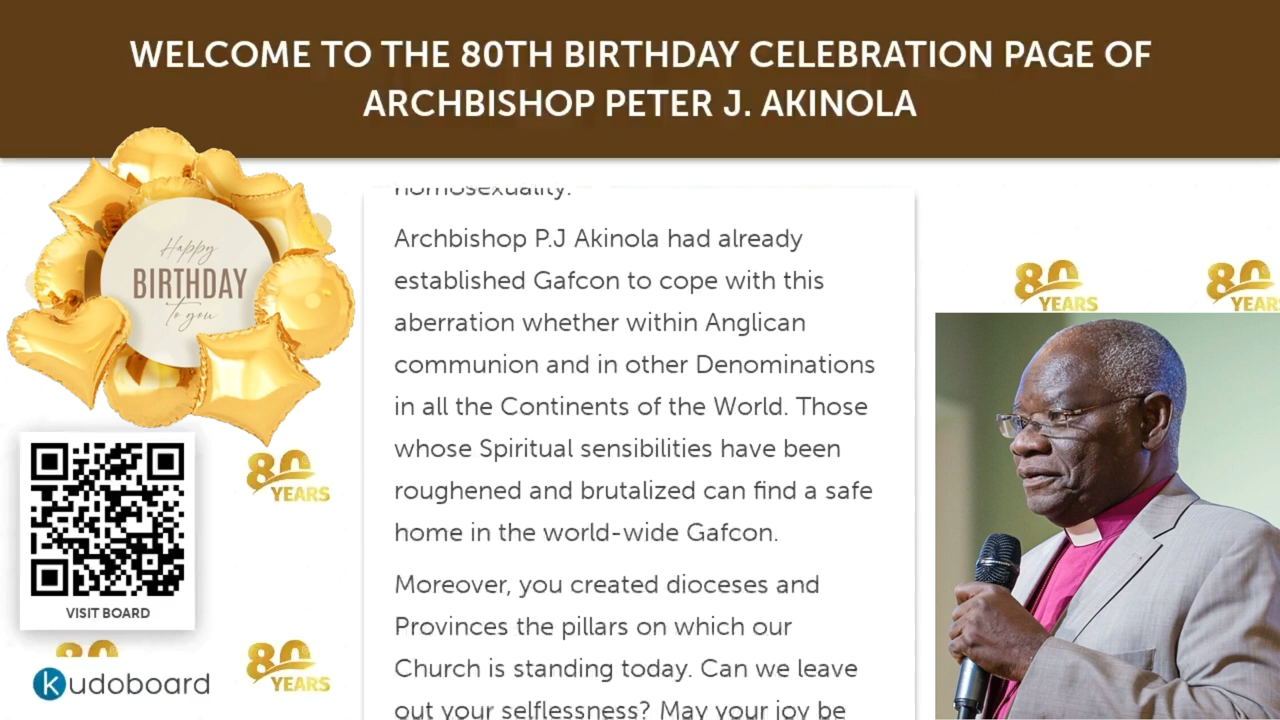 WELCOME TO THE 80TH BIRTHDAY CELEBRATION PAGE OF
ARCHBISHOP PETER J. AKINOLA
Happy
BIRTHDAY
to you
homosexuality.
Archbishop P.J Akinola had already
established Gafcon to cope with this
aberration whether within Anglican
communion and in other Denominations
in all the Continents of the World. Those
whose Spiritual sensibilities have been
roughened and brutalized can find a safe
home in the world-wide Gafcon.
Moreover, you created dioceses and
Provinces the pillars on which our
Church is standing today. Can we leave
out your selflessness? May your joy be
80
YEARS
80
YEAR
80
YEARS
VISIT BOARD
80
80
YEARS
kudoboard